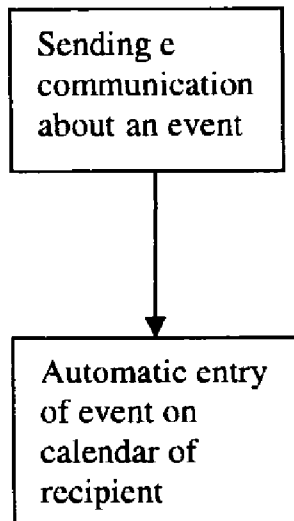 Sending e
communication
about an event
Automatic entry
of event on
calendar of
recipient